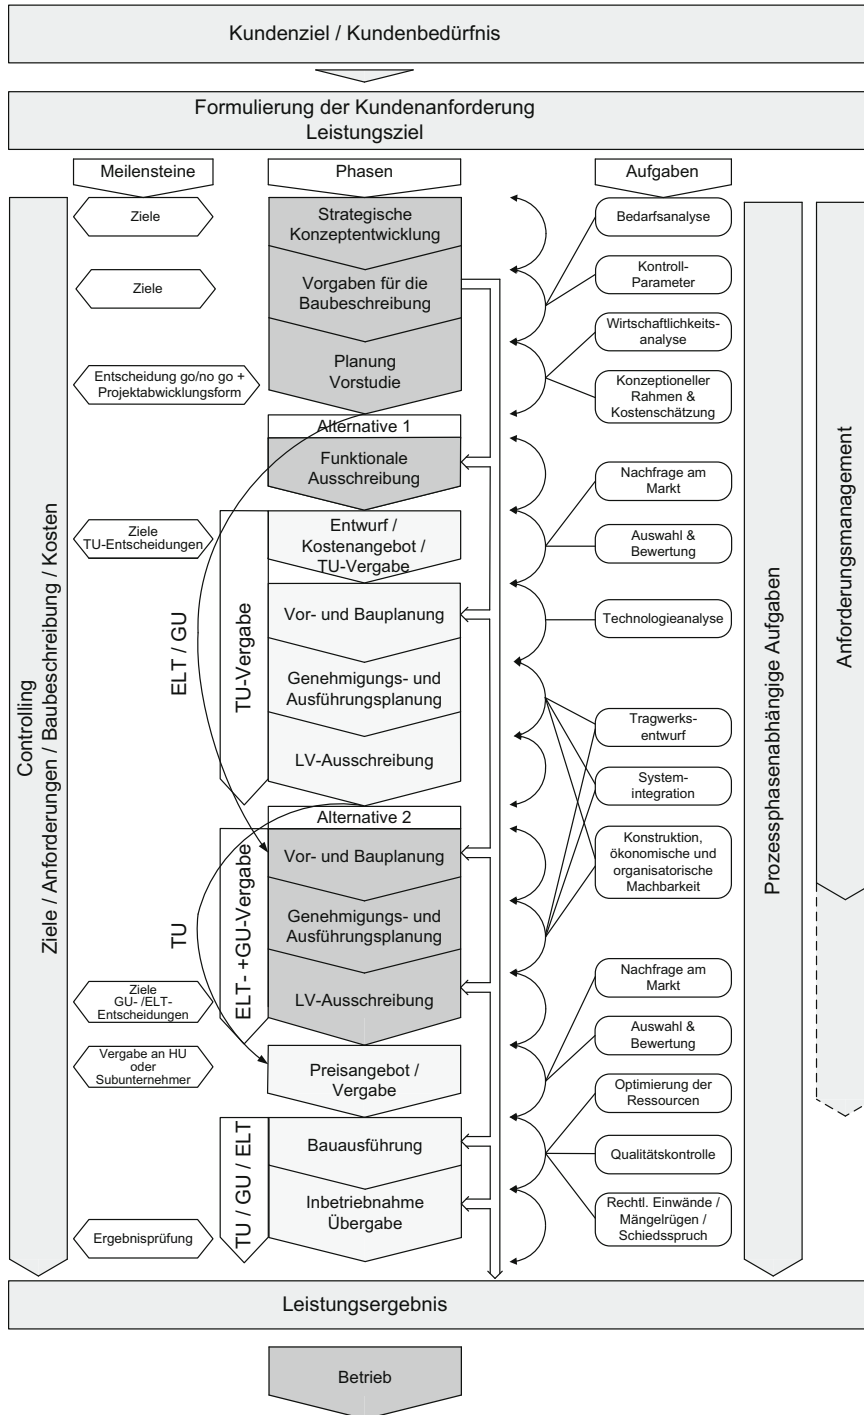 Kundenziel / Kundenbedürfnis
Formulierung der Kundenanforderung
Leistungsziel
Meilensteine
Phasen
Aufgaben
Controlling
Ziele / Anforderungen / Baubeschreibung / Kosten
Ziele
Ziele
Entscheidung go/no go +
Projektabwicklungsform
Ziele
TU-Entscheidungen
Ziele
GU- /ELT-
Entscheidungen
Vergabe an HU
oder
Subunternehmer
Ergebnisprüfung
ELT / GU
TU
TU-Vergabe
ELT- +GU-Vergabe
TU / GU / ELT
Strategische
Konzeptentwicklung
Vorgaben für die
Baubeschreibung
Planung
Vorstudie
Alternative 1
Funktionale
Ausschreibung
Entwurf /
Kostenangebot /
TU-Vergabe
Vor- und Bauplanung
Genehmigungs- und
Ausführungsplanung
LV-Ausschreibung
Alternative 2
Vor- und Bauplanung
Genehmigungs- und
Ausführungsplanung
LV-Ausschreibung
Preisangebot /
Vergabe
Bauausführung
Inbetriebnahme
Übergabe
Bedarfsanalyse
Kontroll-
Parameter
Wirtschaftlichkeits-
analyse
Konzeptioneller
Rahmen &
Kostenschätzung
Nachfrage am
Markt
Auswahl &
Bewertung
Technologieanalyse
Tragwerks-
entwurf
System-
integration
Konstruktion,
ökonomische und
organisatorische
Machbarkeit
Nachfrage am
Markt
Auswahl &
Bewertung
Optimierung der
Ressourcen
Qualitätskontrolle
Rechtl. Einwände /
Mängelrügen /
Schiedsspruch
Prozessphasenabhängige Aufgaben
Anforderungsmanagement
Leistungsergebnis
Betrieb